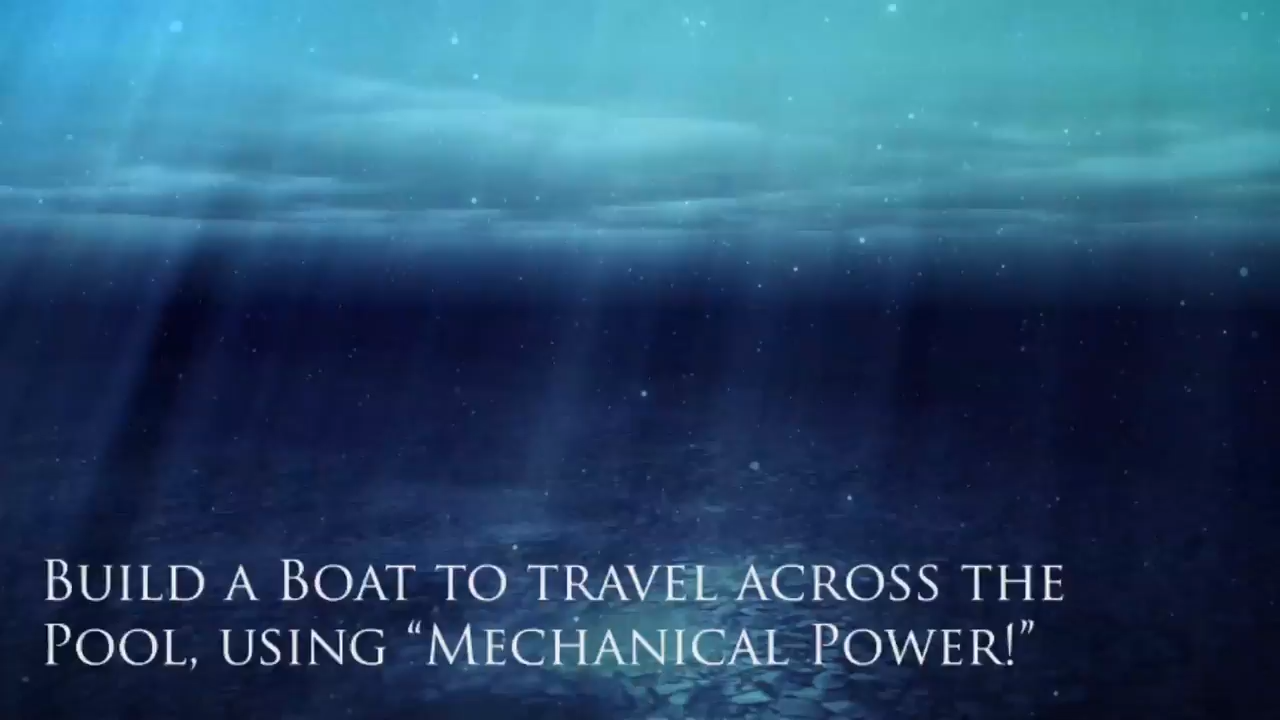 Build a Boat to travel across the
Pool, using “Mechanical Power!”